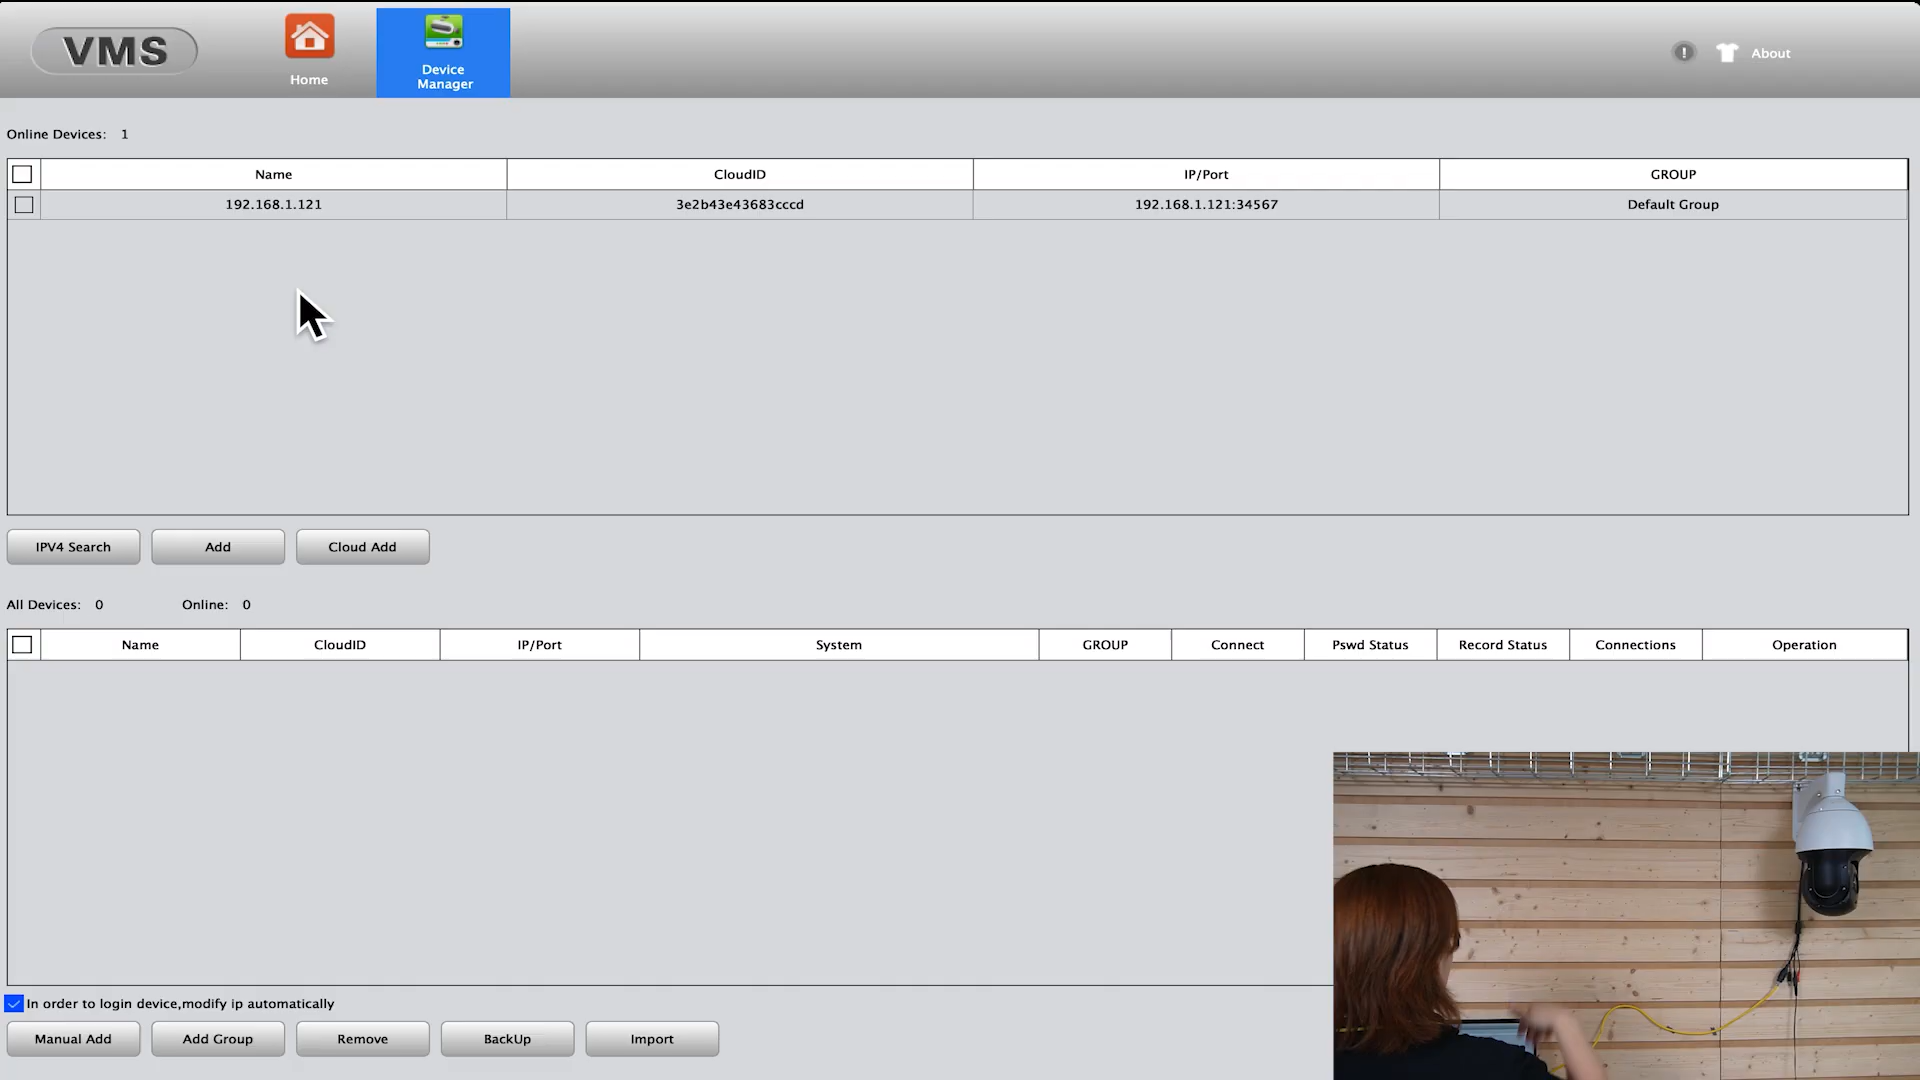 VMS
Home
Device
Manager
! About
Online Devices: 1
Name CloudID IP/Port GROUP
192.168.1.121 3e2b43e43683cccd 192.168.1.121:34567 Default Group
IPV4 Search Add Cloud Add
All Devices: 0 Online: 0
Name CloudID IP/Port System GROUP Connect Pswd Status Record Status Connections Operation
In order to login device,modify ip automatically
Manual Add Add Group Remove BackUp Import